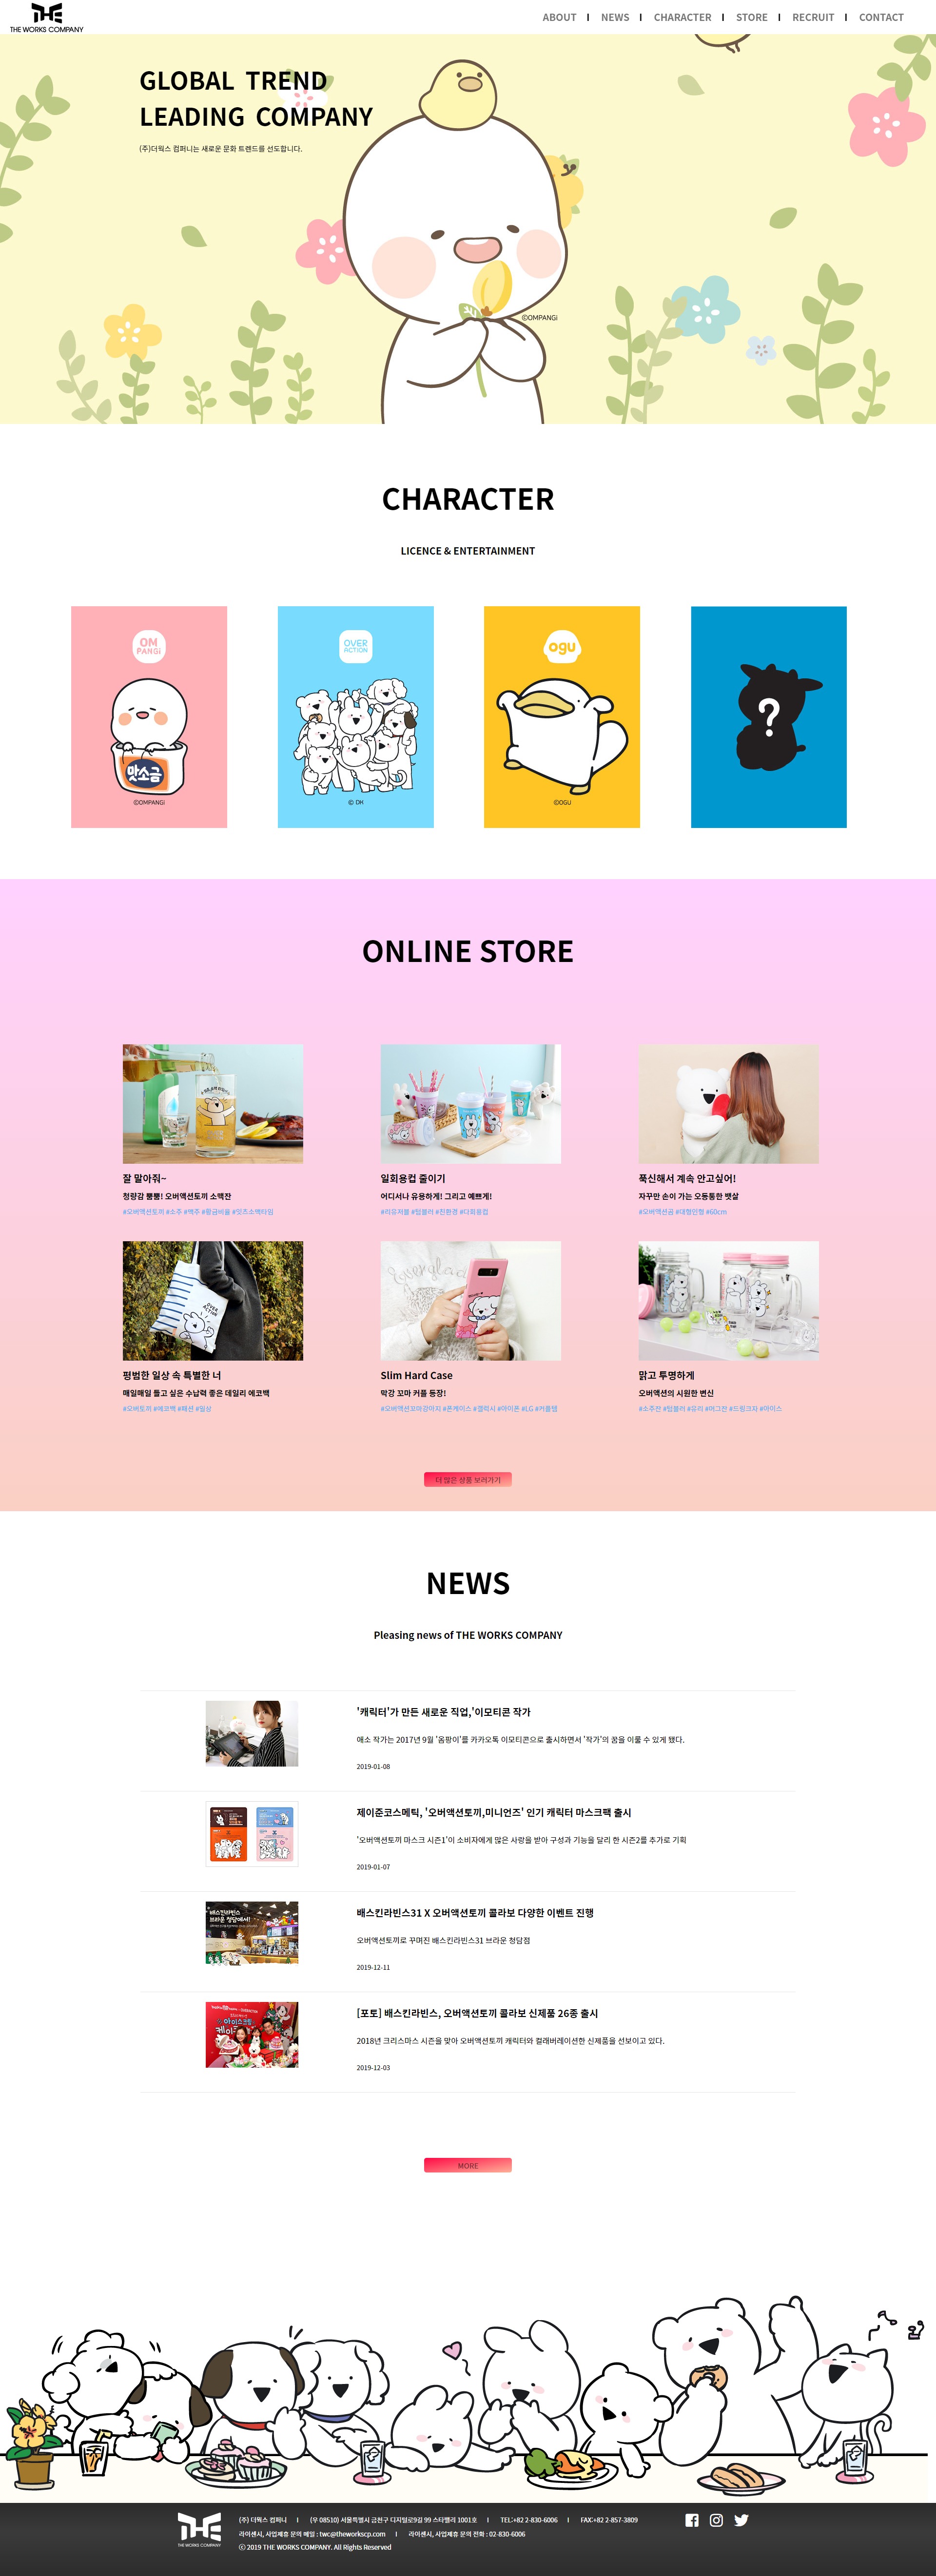 THE WORKS COMPANY
ABOUT
NEWS
CHARACTER
STORE
RECRUIT
CONTACT
GLOBAL TREND
LEADING COMPANY
(주)더웍스 컴퍼니는 새로운 문화 트렌드를 선도합니다.
©OMPANGi
CHARACTER
LICENCE & ENTERTAINMENT
OM
PANGi
맛소금
©OMPANGi
OVER
ACTION
© DK
ogu
©OGU
?
ONLINE STORE
잘 말아줘~
청량감 뿜뿜! 오버액션토끼 소맥잔
#오버액션토끼 #소주 #맥주 #황금비율 #잇츠소맥타임
일회용컵 줄이기
어디서나 유용하게! 그리고 예쁘게!
#리유저블 #텀블러 #친환경 #다회용컵
푹신해서 계속 안고싶어!
자꾸만 손이 가는 오동통한 뱃살
#오버액션곰 #대형인형 #60cm
평범한 일상 속 특별한 너
매일매일 들고 싶은 수납력 좋은 데일리 에코백
#오버토끼 #에코백 #패션 #일상
Slim Hard Case
막강 꼬마 커플 등장!
#오버액션꼬마강아지 #폰케이스 #갤럭시 #아이폰 #LG #커플템
맑고 투명하게
오버액션의 시원한 변신
#소주잔 #텀블러 #유리 #머그잔 #드링크자 #아이스
더 많은 상품 보러가기
NEWS
Pleasing news of THE WORKS COMPANY
'캐릭터'가 만든 새로운 직업,'이모티콘 작가
애소 작가는 2017년 9월 '옴팡이'를 카카오톡 이모티콘으로 출시하면서 '작가'의 꿈을 이룰 수 있게 됐다.
2019-01-08
제이준코스메틱, '오버액션토끼,미니언즈' 인기 캐릭터 마스크팩 출시
'오버액션토끼 마스크 시즌1'이 소비자에게 많은 사랑을 받아 구성과 기능을 달리 한 시즌2를 추가로 기획
2019-01-07
배스킨라빈스
브라운 청담에서!
배스킨라빈스31 X 오버액션토끼 콜라보 다양한 이벤트 진행
오버액션토끼로 꾸며진 배스킨라빈스31 브라운 청담점
2019-12-11
[포토] 배스킨라빈스, 오버액션토끼 콜라보 신제품 26종 출시
2018년 크리스마스 시즌을 맞아 오버액션토끼 캐릭터와 컬래버레이션한 신제품을 선보이고 있다.
2019-12-03
MORE
THE WORKS COMPANY
(주) 더웍스 컴퍼니 | (우 08510) 서울특별시 금천구 디지털로9길 99 스타밸리 1001호 | TEL:+82 2-830-6006 | FAX:+82 2-857-3809
라이센시, 사업제휴 문의 메일 : twc@theworkscp.com | 라이센시, 사업제휴 문의 전화 : 02-830-6006
ⓒ 2019 THE WORKS COMPANY. All Rights Reserved